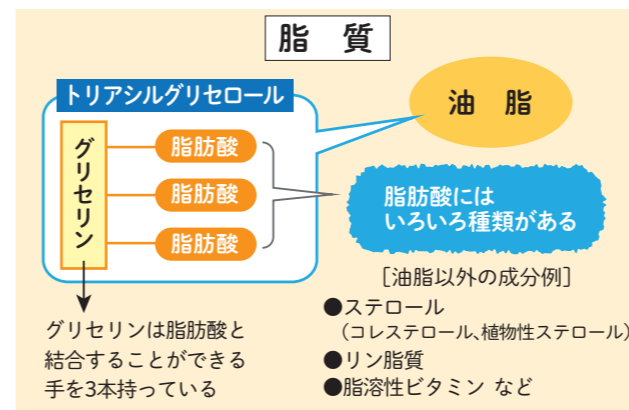 脂 質
トリアシルグリセロール
油 脂
グリセリン
脂肪酸
脂肪酸
脂肪酸
脂肪酸には
いろいろ種類がある
グリセリンは脂肪酸と
結合することができる
手を3本持っている
［油脂以外の成分例］
●ステロール
（コレステロール､植物性ステロール）
●リン脂質
●脂溶性ビタミン など